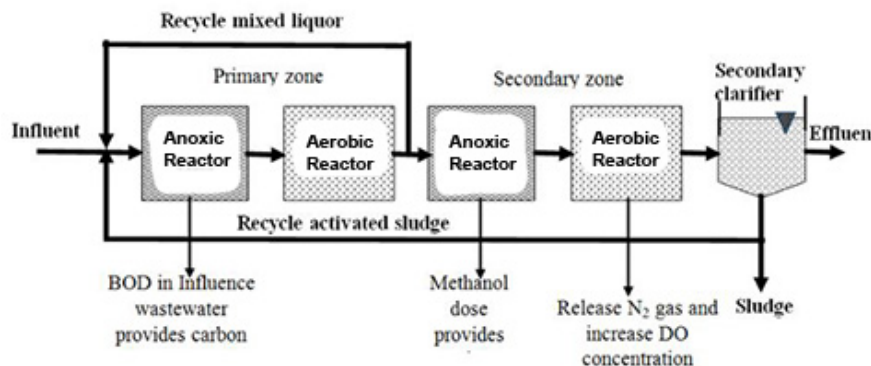 Recycle mixed liquor
Primary zone
Secondary zone
Secondary
clarifier
Influent
Anoxic
Reactor
Aerobic
Reactor
Anoxic
Reactor
Aerobic
Reactor
Effluen
Recycle activated sludge
BOD in Influence
wastewater
provides carbon
Methanol
dose
provides
Release N₂ gas and
increase DO
concentration
Sludge